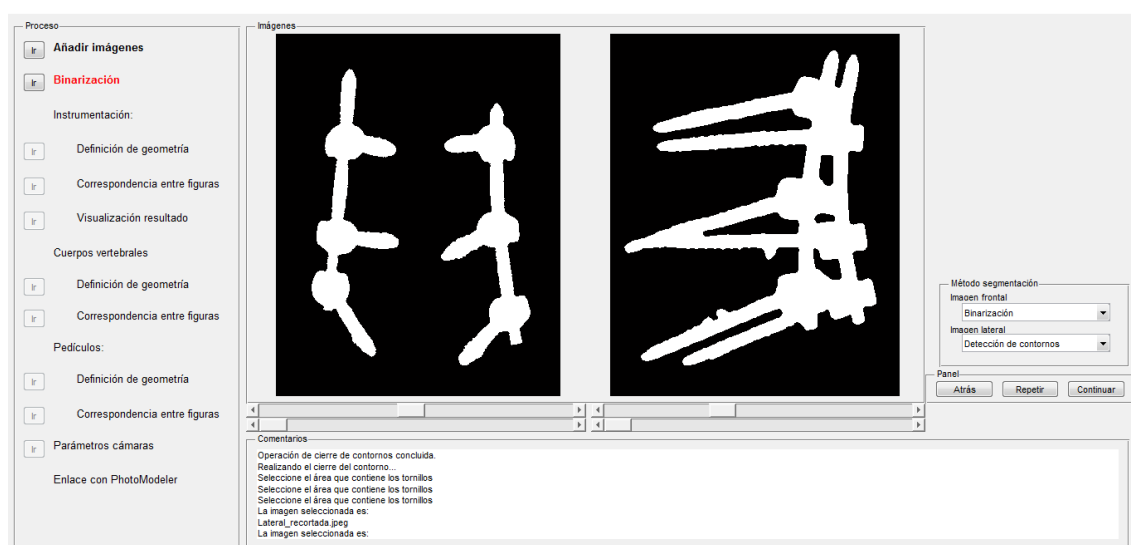 Proceso
Ir Añadir imágenes
Ir Binarización
Instrumentación:
Ir Definición de geometría
Ir Correspondencia entre figuras
Ir Visualización resultado
Cuerpos vertebrales
Ir Definición de geometría
Ir Correspondencia entre figuras
Pedículos:
Ir Definición de geometría
Ir Correspondencia entre figuras
Ir Parámetros cámaras
Enlace con PhotoModeler
Imágenes
Comentarios
Operación de cierre de contornos concluida.
Realizando el cierre del contorno...
Seleccione el área que contiene los tornillos
Seleccione el área que contiene los tornillos
Seleccione el área que contiene los tornillos
La imagen seleccionada es:
Lateral_recortada.jpeg
La imagen seleccionada es:
Método segmentación
Imagen frontal
Binarización
Imagen lateral
Detección de contornos
Panel
Atrás Repetir Continuar